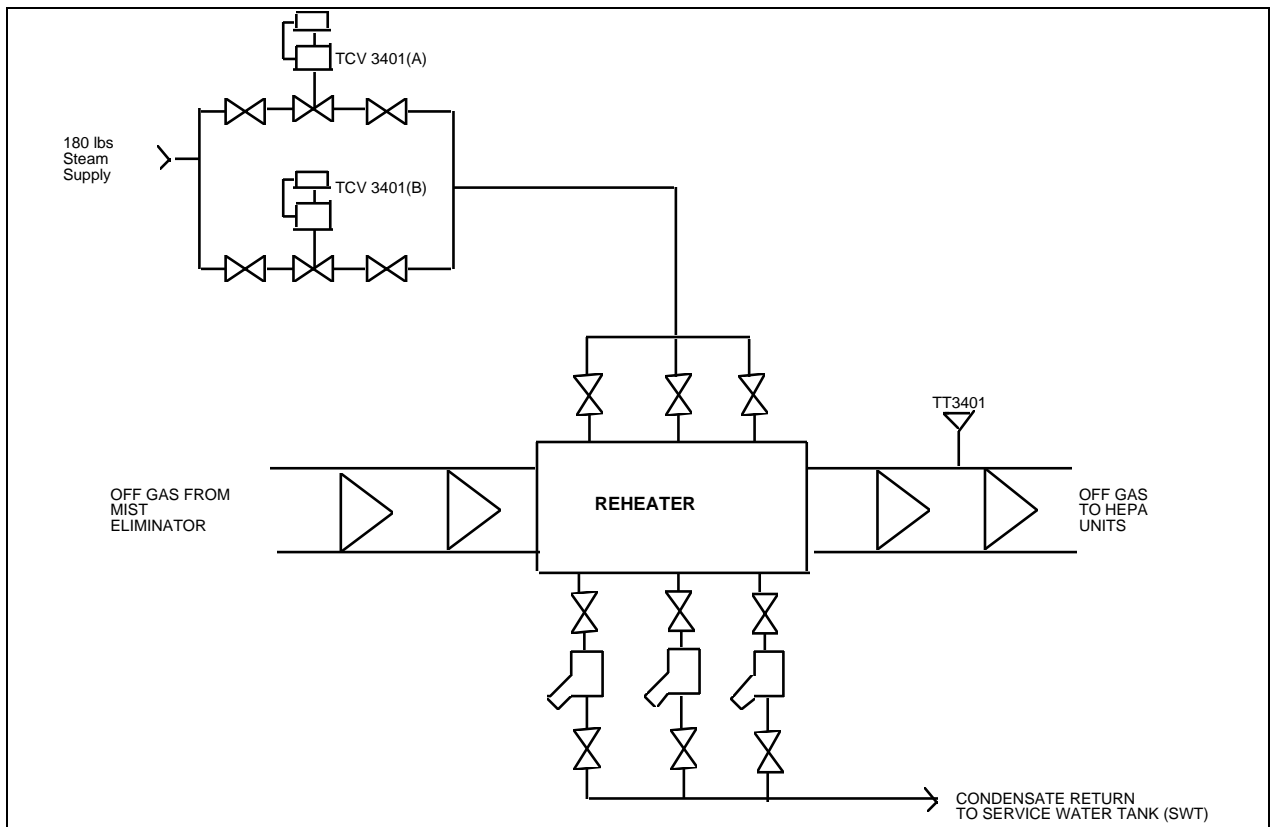 TCV 3401(A)
180 lbs
Steam
Supply
TCV 3401(B)
TT3401
OFF GAS FROM
MIST
ELIMINATOR
REHEATER
OFF GAS
TO HEPA
UNITS
CONDENSATE RETURN
TO SERVICE WATER TANK (SWT)